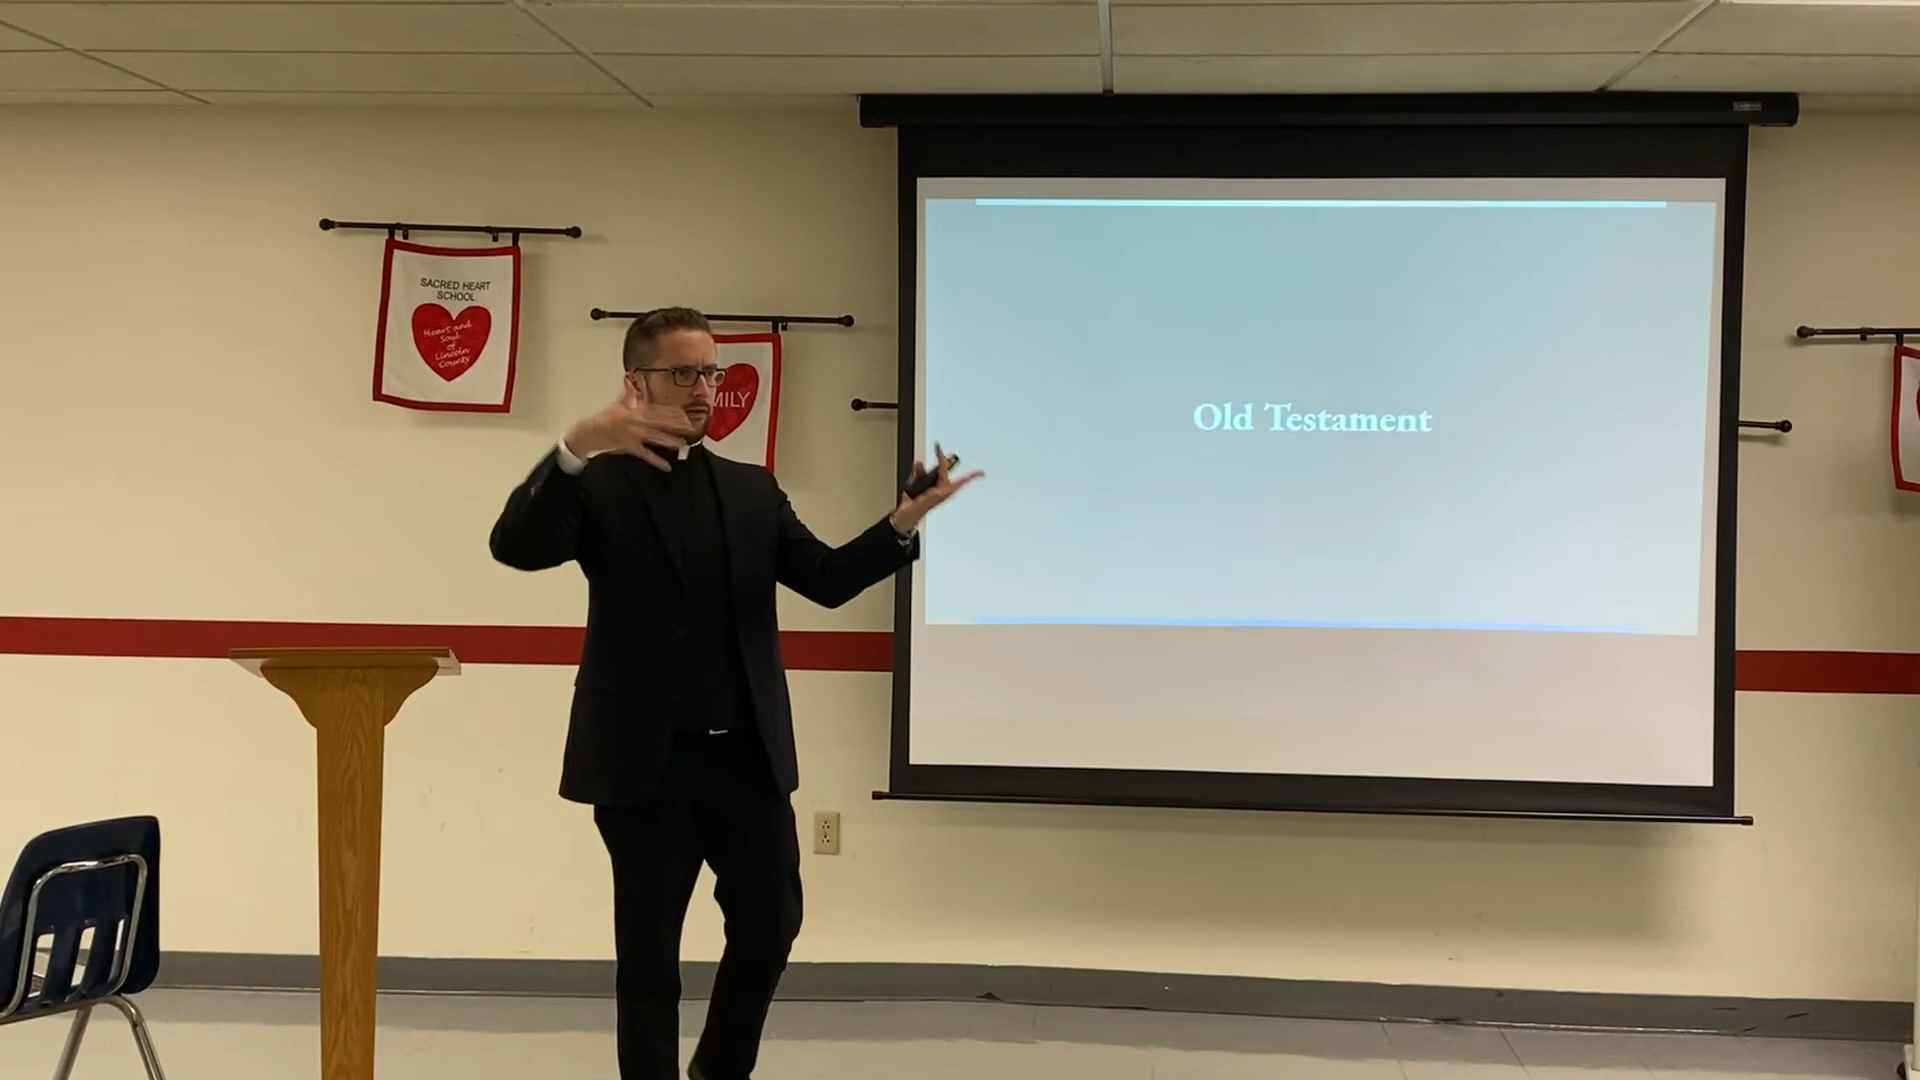 SACRED HEART
SCHOOL
Heart and
Soul
of
Lincoln
County
MILY
Old Testament